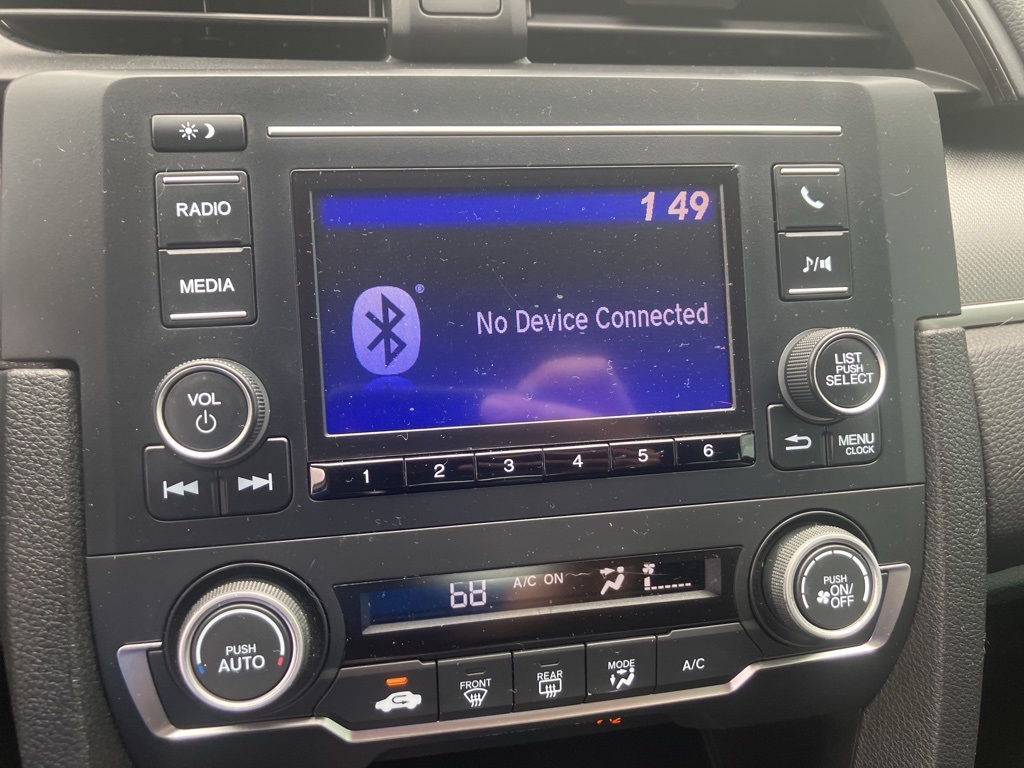 1 49
RADIO
MEDIA
®
No Device Connected
VOL
LIST
PUSH
SELECT
MENU
CLOCK
1 2 3 4 5 6
68 A/C ON
PUSH
AUTO
PUSH
ON/
OFF
FRONT
REAR
MODE
A/C